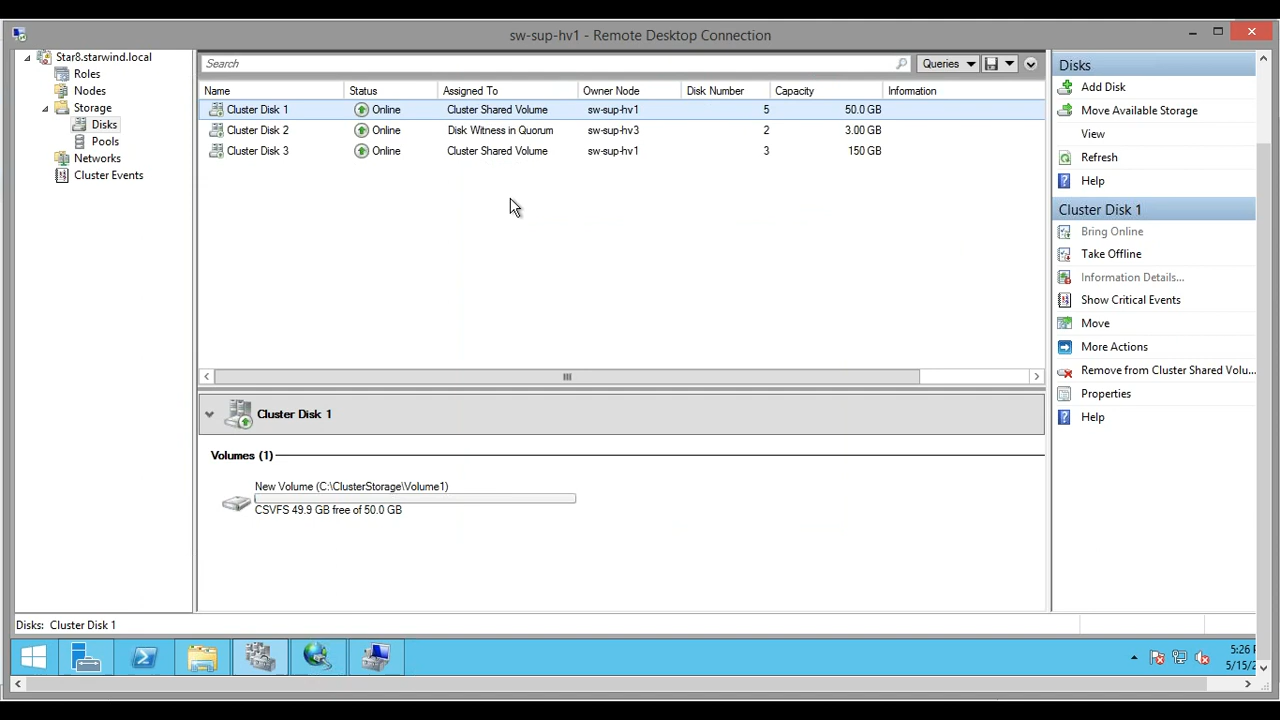 sw-sup-hv1 - Remote Desktop Connection
Star8.starwind.local
Roles
Nodes
Storage
Disks
Pools
Networks
Cluster Events
Search
Queries
Name Status Assigned To Owner Node Disk Number Capacity Information
Cluster Disk 1 Online Cluster Shared Volume sw-sup-hv1 5 50.0 GB
Cluster Disk 2 Online Disk Witness in Quorum sw-sup-hv3 2 3.00 GB
Cluster Disk 3 Online Cluster Shared Volume sw-sup-hv1 3 150 GB
Cluster Disk 1
Volumes (1)
New Volume (C:\ClusterStorage\Volume1)
CSVFS 49.9 GB free of 50.0 GB
Disks
Add Disk
Move Available Storage
View
Refresh
Help
Cluster Disk 1
Bring Online
Take Offline
Information Details...
Show Critical Events
Move
More Actions
Remove from Cluster Shared Volu...
Properties
Help
Disks: Cluster Disk 1
5:26
5/15/2